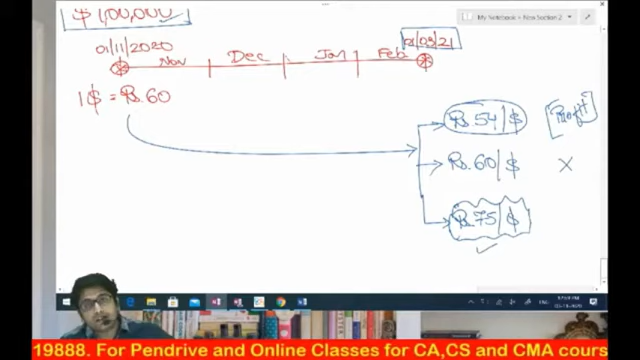 $ 1,00,000
My Notebook » New Section 2
01/11/2020
01/03/21
Nov Dec Jan Feb
1$ = Rs.60
Rs.54/$ [Profit]
Rs.60/$ X
Rs.75/$
ENG
19888. For Pendrive and Online Classes for CA,CS and CMA cours